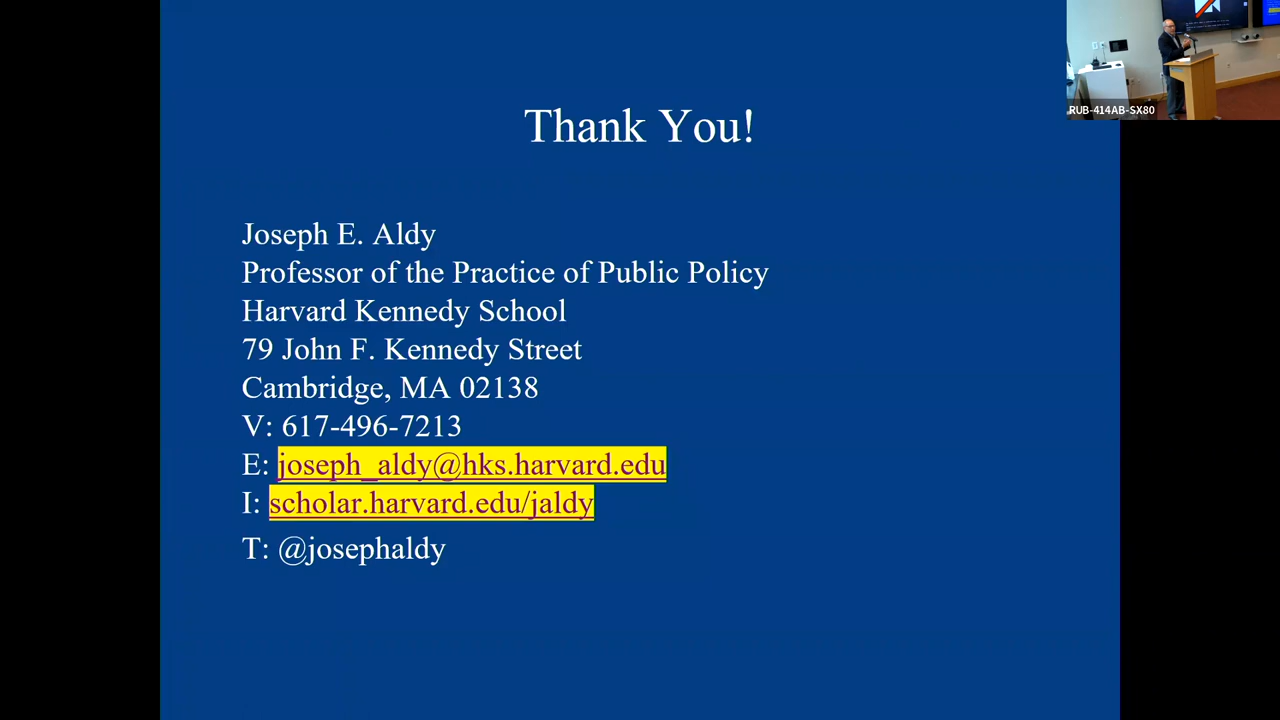 Thank You!
Joseph E. Aldy
Professor of the Practice of Public Policy
Harvard Kennedy School
79 John F. Kennedy Street
Cambridge, MA 02138
V: 617-496-7213
E: joseph_aldy@hks.harvard.edu
I: scholar.harvard.edu/jaldy
T: @josephaldy
RUB-414AB-SX80